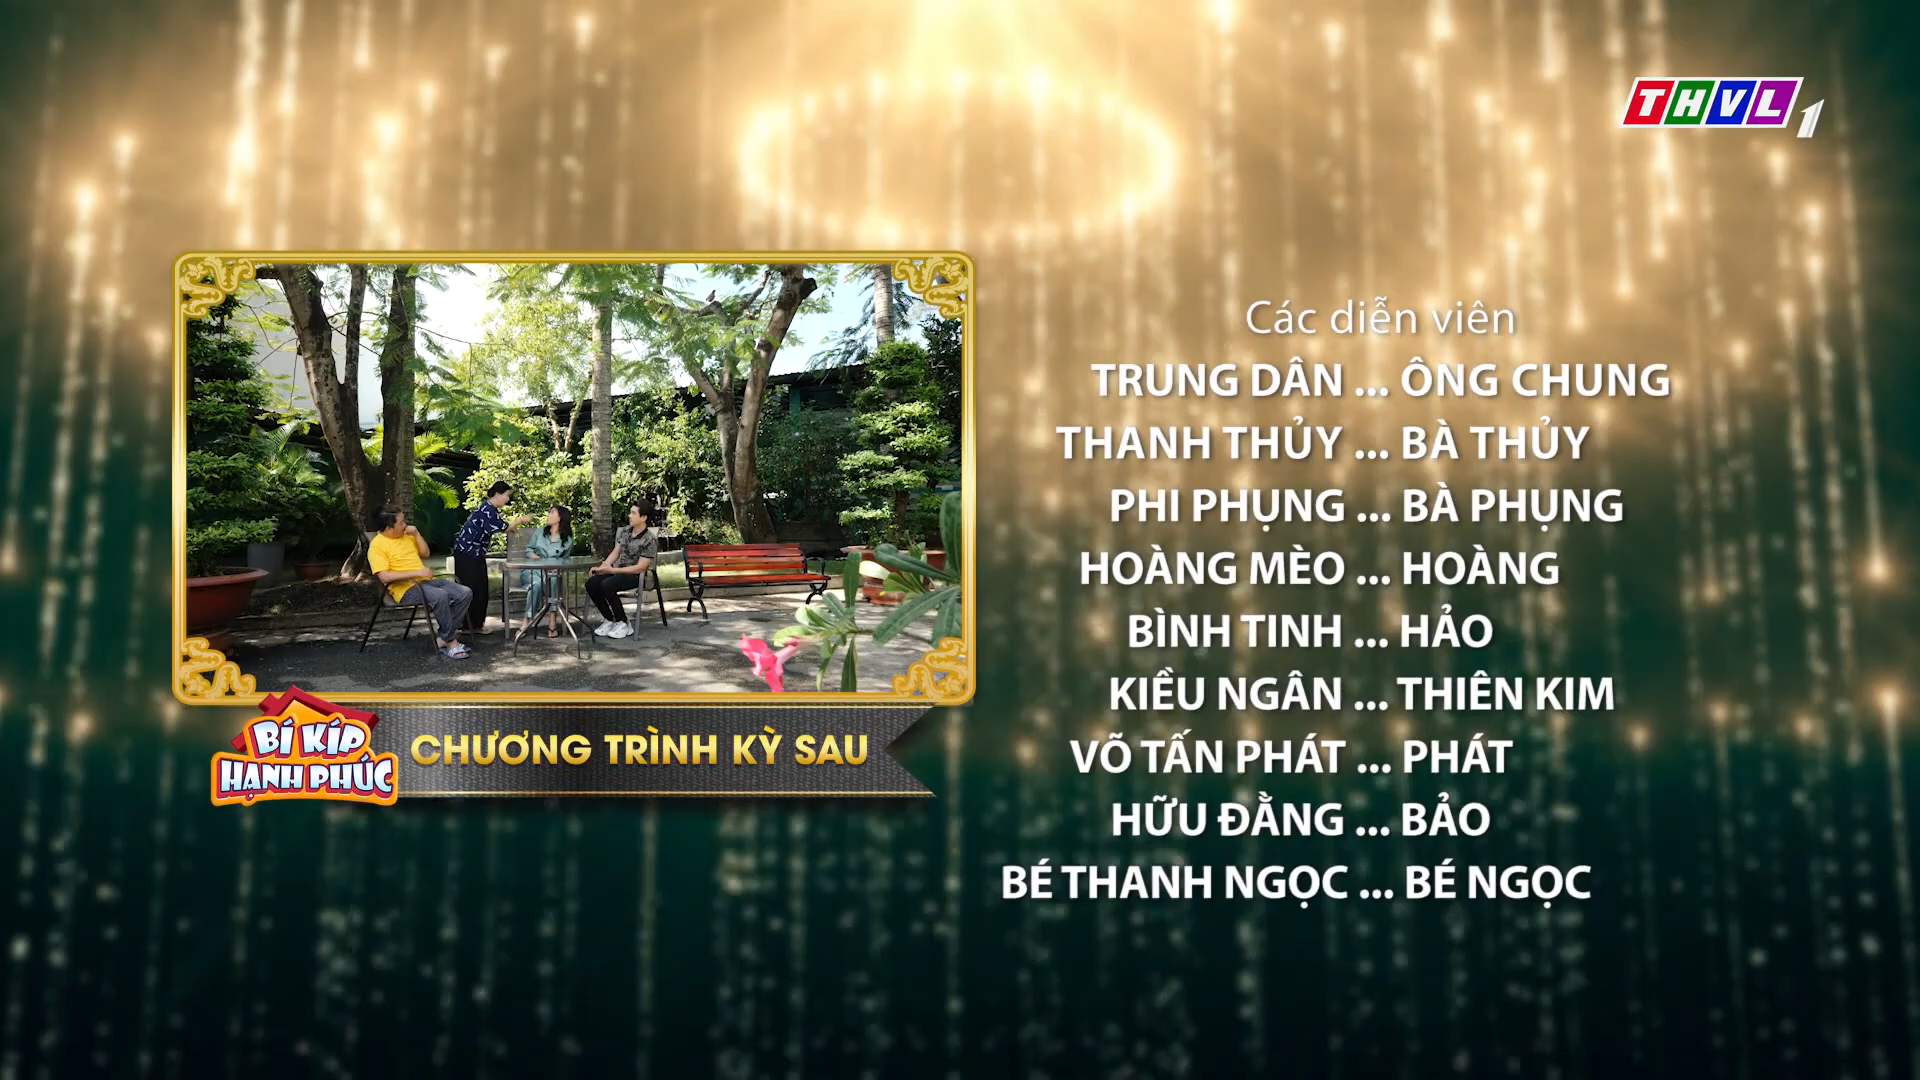 THVL 1
Các diễn viên
TRUNG DÂN ... ÔNG CHUNG
THANH THỦY ... BÀ THỦY
PHI PHỤNG ... BÀ PHỤNG
HOÀNG MÈO ... HOÀNG
BÌNH TINH ... HẢO
KIỀU NGÂN ... THIÊN KIM
VÕ TẤN PHÁT ... PHÁT
HỮU ĐẰNG ... BẢO
BÉ THANH NGỌC ... BÉ NGỌC
BÍ KÍP
HẠNH PHÚC
CHƯƠNG TRÌNH KỲ SAU